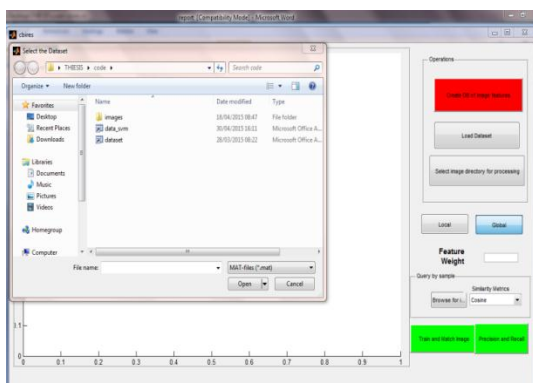 report [Compatibility Mode] - Microsoft Word
cbires
Select the Dataset
THESIS ▸ code ▸
Search code
Organize
New folder
Name
Date modified
Type
Favorites
Desktop
Recent Places
Downloads
Libraries
Documents
Music
Pictures
Videos
Homegroup
Computer
images
18/04/2015 08:47
File folder
data_svm
30/04/2015 18:11
Microsoft Office A...
dataset
28/03/2015 08:22
Microsoft Office A...
File name:
MAT-files (*.mat)
Open
Cancel
Operations
Create DB of image features
Load Dataset
Select image directory for processing
Local
Global
Feature
Weight
Query by sample
Similarity Metrics
Browse for i...
Cosine
Train and Match Image
Precision and Recall
0.1
0
0
0.1
0.2
0.3
0.4
0.5
0.6
0.7
0.8
0.9
1